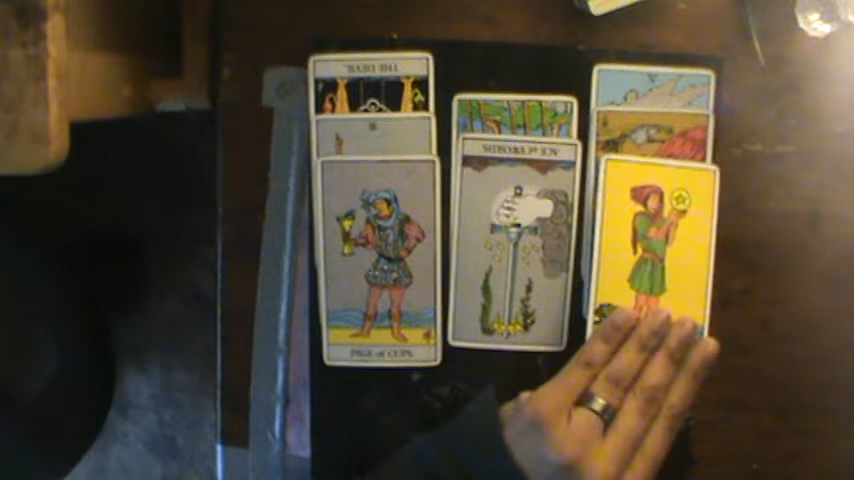 THE DEVIL.
ACE of SWORDS.
PAGE of CUPS.